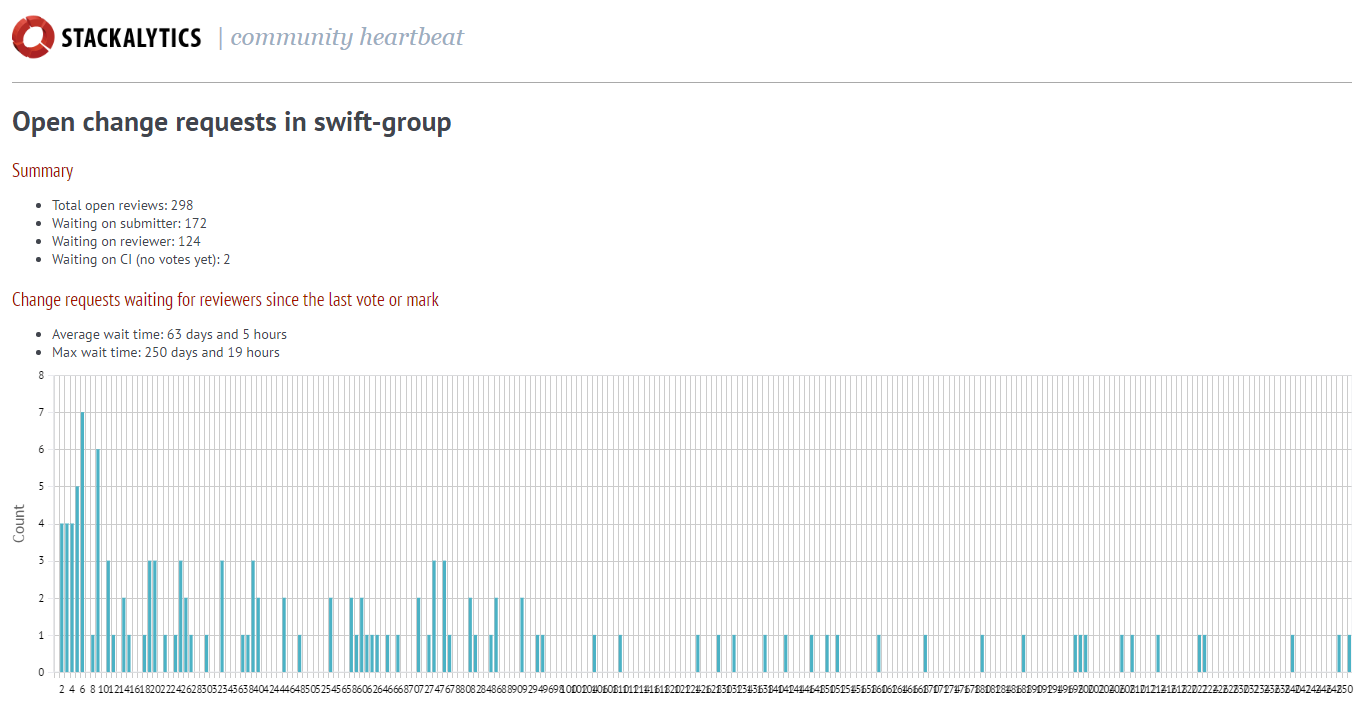 STACKALYTICS | community heartbeat
Open change requests in swift-group
Summary
Total open reviews: 298
Waiting on submitter: 172
Waiting on reviewer: 124
Waiting on CI (no votes yet): 2
Change requests waiting for reviewers since the last vote or mark
Average wait time: 63 days and 5 hours
Max wait time: 250 days and 19 hours
8
7
6
5
4
3
2
1
0
Count
2 4 6 8 10